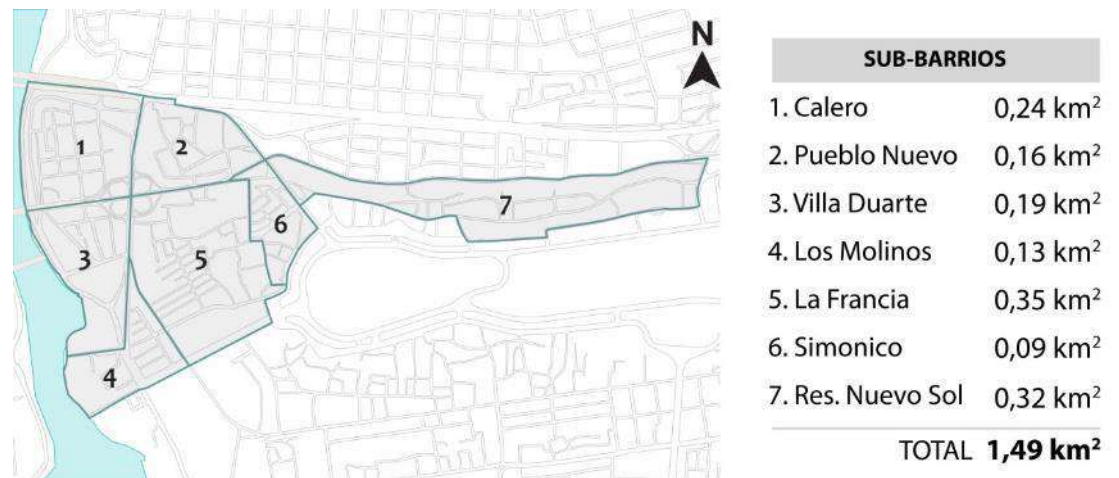 N
1
2
3
4
5
6
7
SUB-BARRIOS
1. Calero 0,24 km²
2. Pueblo Nuevo 0,16 km²
3. Villa Duarte 0,19 km²
4. Los Molinos 0,13 km²
5. La Francia 0,35 km²
6. Simonico 0,09 km²
7. Res. Nuevo Sol 0,32 km²
TOTAL 1,49 km²